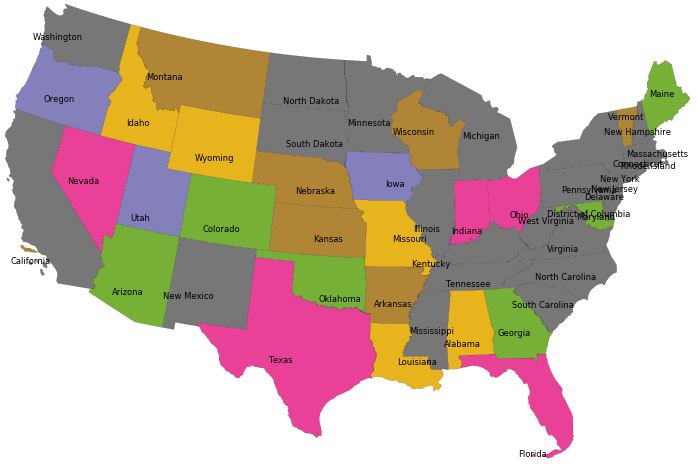 Washington
Montana
Maine
Oregon
North Dakota
Idaho
Minnesota
Vermont
Wisconsin
New Hampshire
Michigan
South Dakota
Massachusetts
Wyoming
Connecticut
Rhode Island
Nevada
New York
Iowa
Nebraska
Pennsylvania
New Jersey
Delaware
Utah
Ohio
District of Columbia
Maryland
West Virginia
Colorado
Illinois
Indiana
Kansas
Missouri
Virginia
California
Kentucky
North Carolina
Tennessee
Arizona
New Mexico
Oklahoma
Arkansas
South Carolina
Mississippi
Georgia
Alabama
Texas
Louisiana
Florida